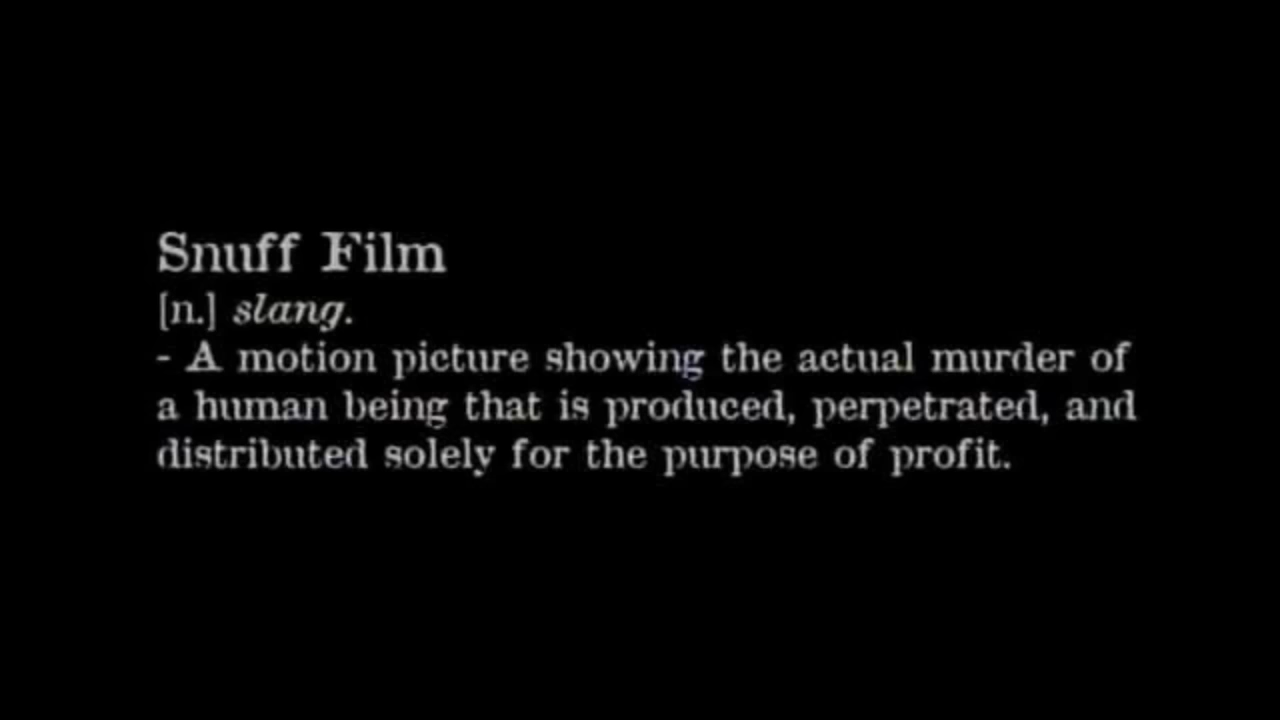 Snuff Film
[n.] slang.
- A motion picture showing the actual murder of
a human being that is produced, perpetrated, and
distributed solely for the purpose of profit.